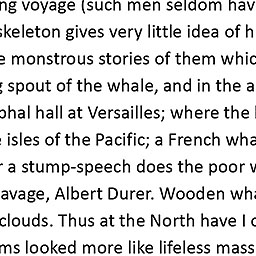 ng voyage (such men seldom hav
skeleton gives very little idea of h
e monstrous stories of them whic
g spout of the whale, and in the a
phal hall at Versailles; where the
e isles of the Pacific; a French wha
r a stump-speech does the poor w
avage, Albert Durer. Wooden wha
clouds. Thus at the North have I c
ms looked more like lifeless mass